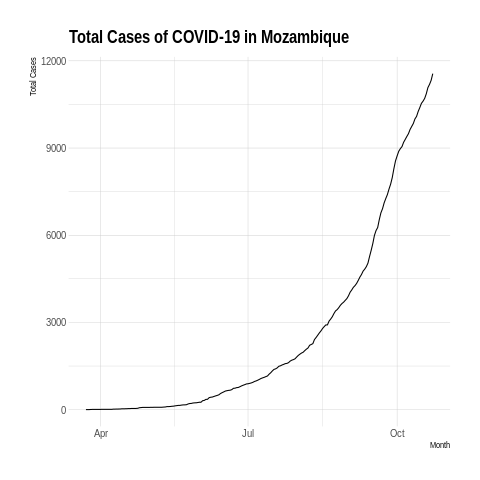 Total Cases of COVID-19 in Mozambique
Total Cases
12000
9000
6000
3000
0
Apr
Jul
Oct
Month